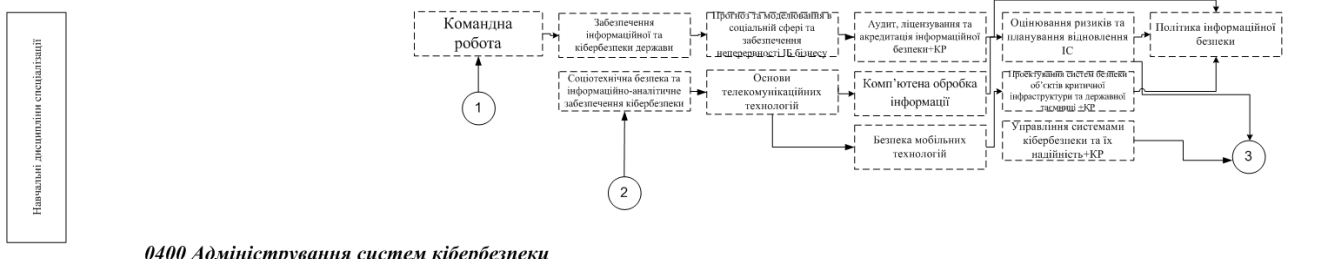 Навчальні дисципліни спеціалізації
Командна
робота
Забезпечення
інформаційної та
кібербезпеки держави
Прогноз та моделювання в
соціальній сфері та
забезпечення
неперервності ІБ бізнесу
Аудит, ліцензування та
акредитація інформаційної
безпеки+КР
Оцінювання ризиків та
планування відновлення
ІС
Політика інформаційної
безпеки
Соціотехнічна безпека та
інформаційно-аналітичне
забезпечення кібербезпеки
Основи
телекомунікаційних
технологій
Комп’ютена обробка
інформації
Проектування систем безпеки
об’єктів критичної
інфраструктури та державної
таємниці +КР
Безпека мобільних
технологій
Управління системами
кібербезпеки та їх
надійність+КР
1
2
3
0400 Адміністрування систем кібербезпеки